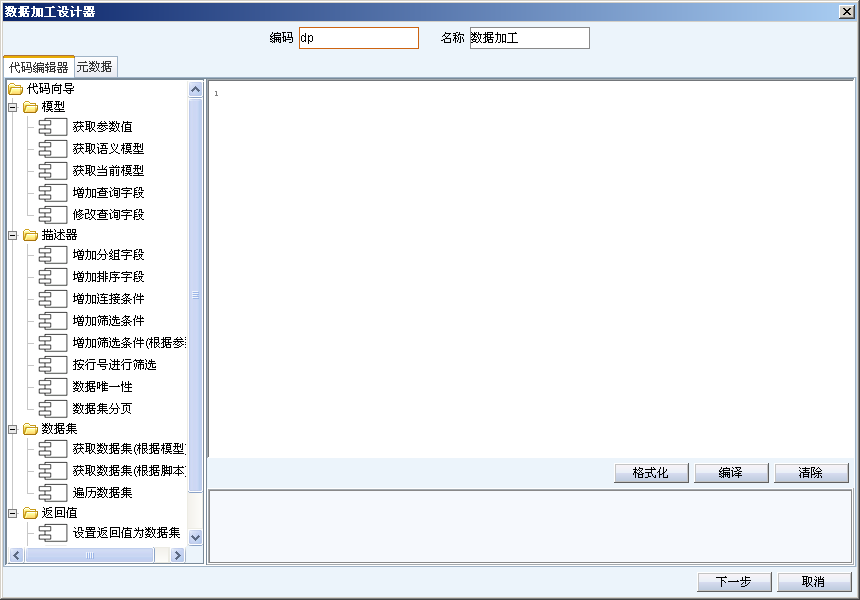 数据加工设计器
编码 dp 名称 数据加工
代码编辑器 元数据
代码向导
1
模型
获取参数值
获取语义模型
获取当前模型
增加查询字段
修改查询字段
描述器
增加分组字段
增加排序字段
增加连接条件
增加筛选条件
增加筛选条件(根据参
按行号进行筛选
数据唯一性
数据集分页
数据集
获取数据集(根据模型
获取数据集(根据脚本
遍历数据集
返回值
设置返回值为数据集
格式化 编译 清除
下一步 取消